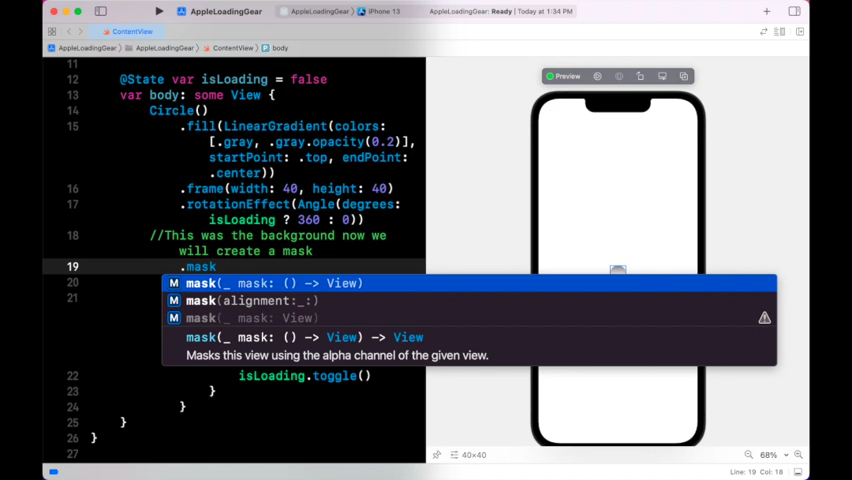 AppleLoadingGear
AppleLoadingGear
iPhone 13
AppleLoadingGear: Ready | Today at 1:34 PM
ContentView
AppleLoadingGear
AppleLoadingGear
ContentView
body
11
12 @State var isLoading = false
13 var body: some View {
14 Circle()
15 .fill(LinearGradient(colors:
[.gray, .gray.opacity(0.2)],
startPoint: .top, endPoint:
.center))
16 .frame(width: 40, height: 40)
17 .rotationEffect(Angle(degrees:
isLoading ? 360 : 0))
18 //This was the background now we
will create a mask
19 .mask
20 M mask(_ mask: () -> View)
21 M mask(alignment:_:)
M mask(_ mask: View)
mask(_ mask: () -> View) -> View
Masks this view using the alpha channel of the given view.
22 isLoading.toggle()
23 }
24 }
25 }
26 }
27
Preview
40×40
68%
Line: 19 Col: 18